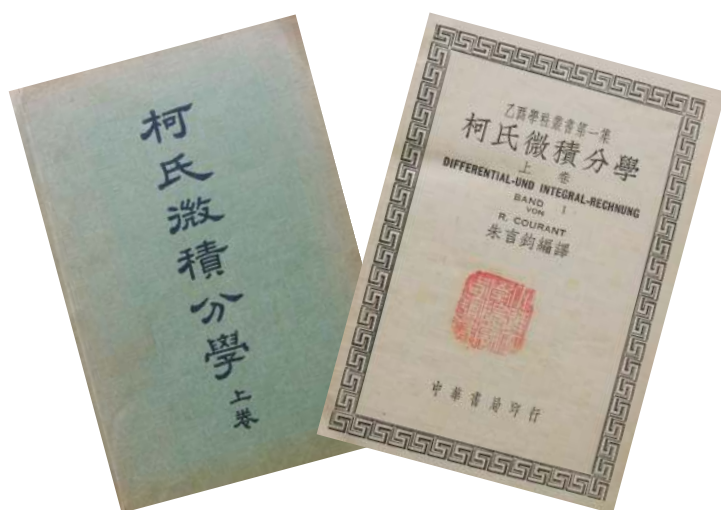 柯氏微積分學
上卷
乙酉學社叢書第一集
柯氏微積分學
上卷
DIFFERENTIAL-UND INTEGRAL-RECHNUNG
BAND I
VON
R. COURANT
朱言鈞編譯
中華書局印行